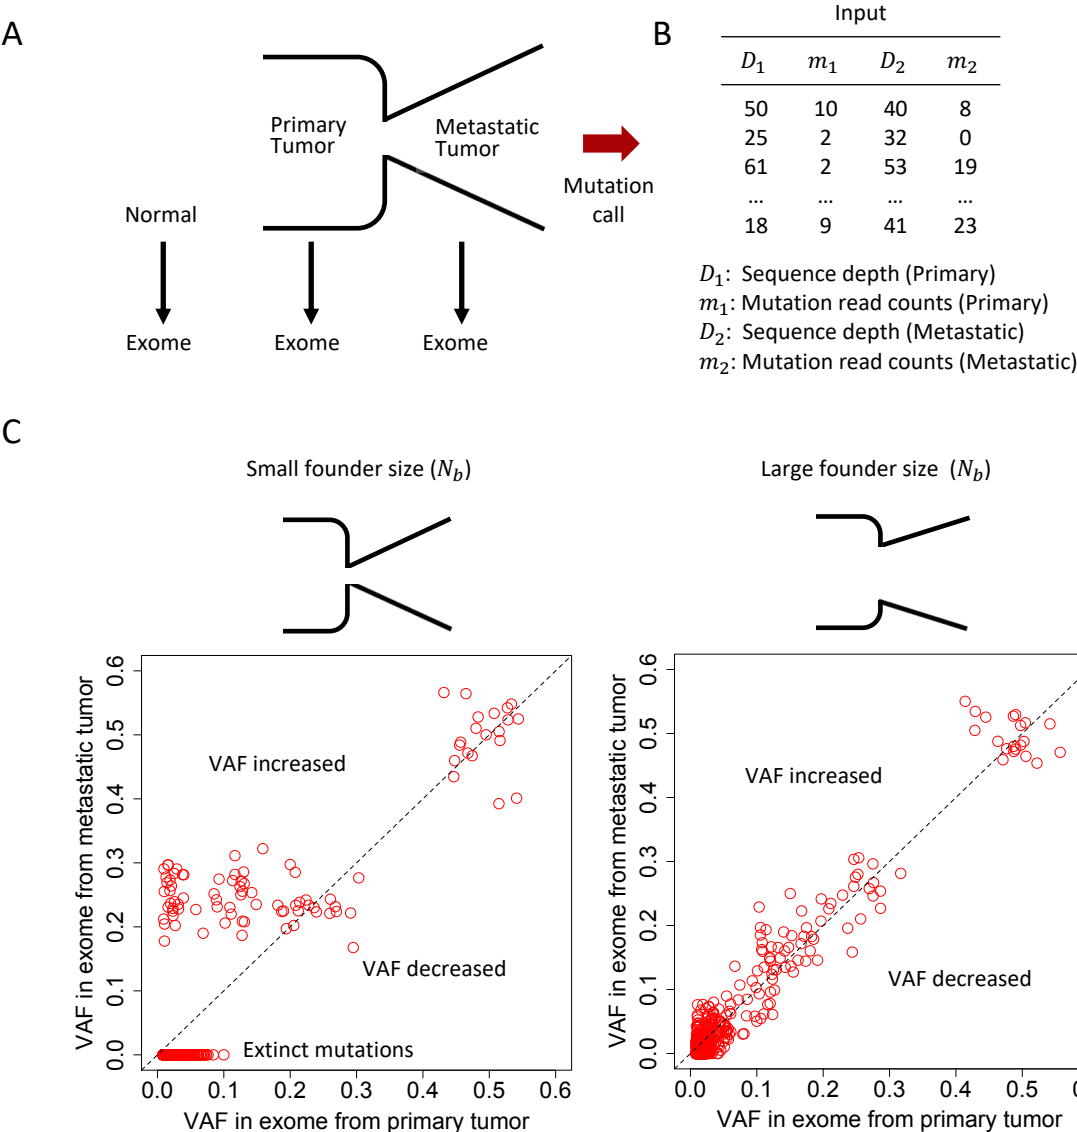 A
Primary
Tumor
Metastatic
Tumor
Mutation
call
Normal
Exome
Exome
Exome
B
Input
D₁ m₁ D₂ m₂
50 10 40 8
25 2 32 0
61 2 53 19
... ... ... ...
18 9 41 23
D₁: Sequence depth (Primary)
m₁: Mutation read counts (Primary)
D₂: Sequence depth (Metastatic)
m₂: Mutation read counts (Metastatic)
C
Small founder size (N_b)
VAF in exome from metastatic tumor
0.6
0.5
0.4
0.3
0.2
0.1
0.0
VAF increased
VAF decreased
Extinct mutations
0.0 0.1 0.2 0.3 0.4 0.5 0.6
VAF in exome from primary tumor
Large founder size (N_b)
VAF in exome from metastatic tumor
0.6
0.5
0.4
0.3
0.2
0.1
0.0
VAF increased
VAF decreased
0.0 0.1 0.2 0.3 0.4 0.5
VAF in exome from primary tumor